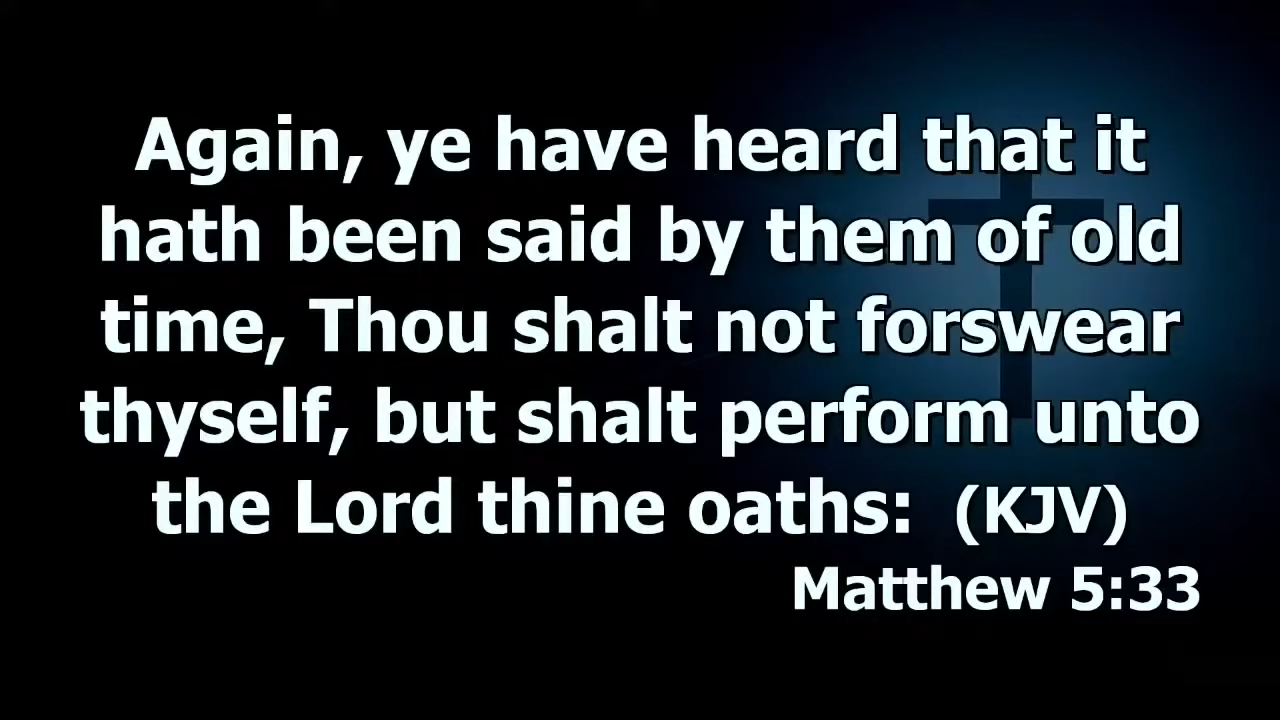 Again, ye have heard that it
hath been said by them of old
time, Thou shalt not forswear
thyself, but shalt perform unto
the Lord thine oaths: (KJV)
Matthew 5:33